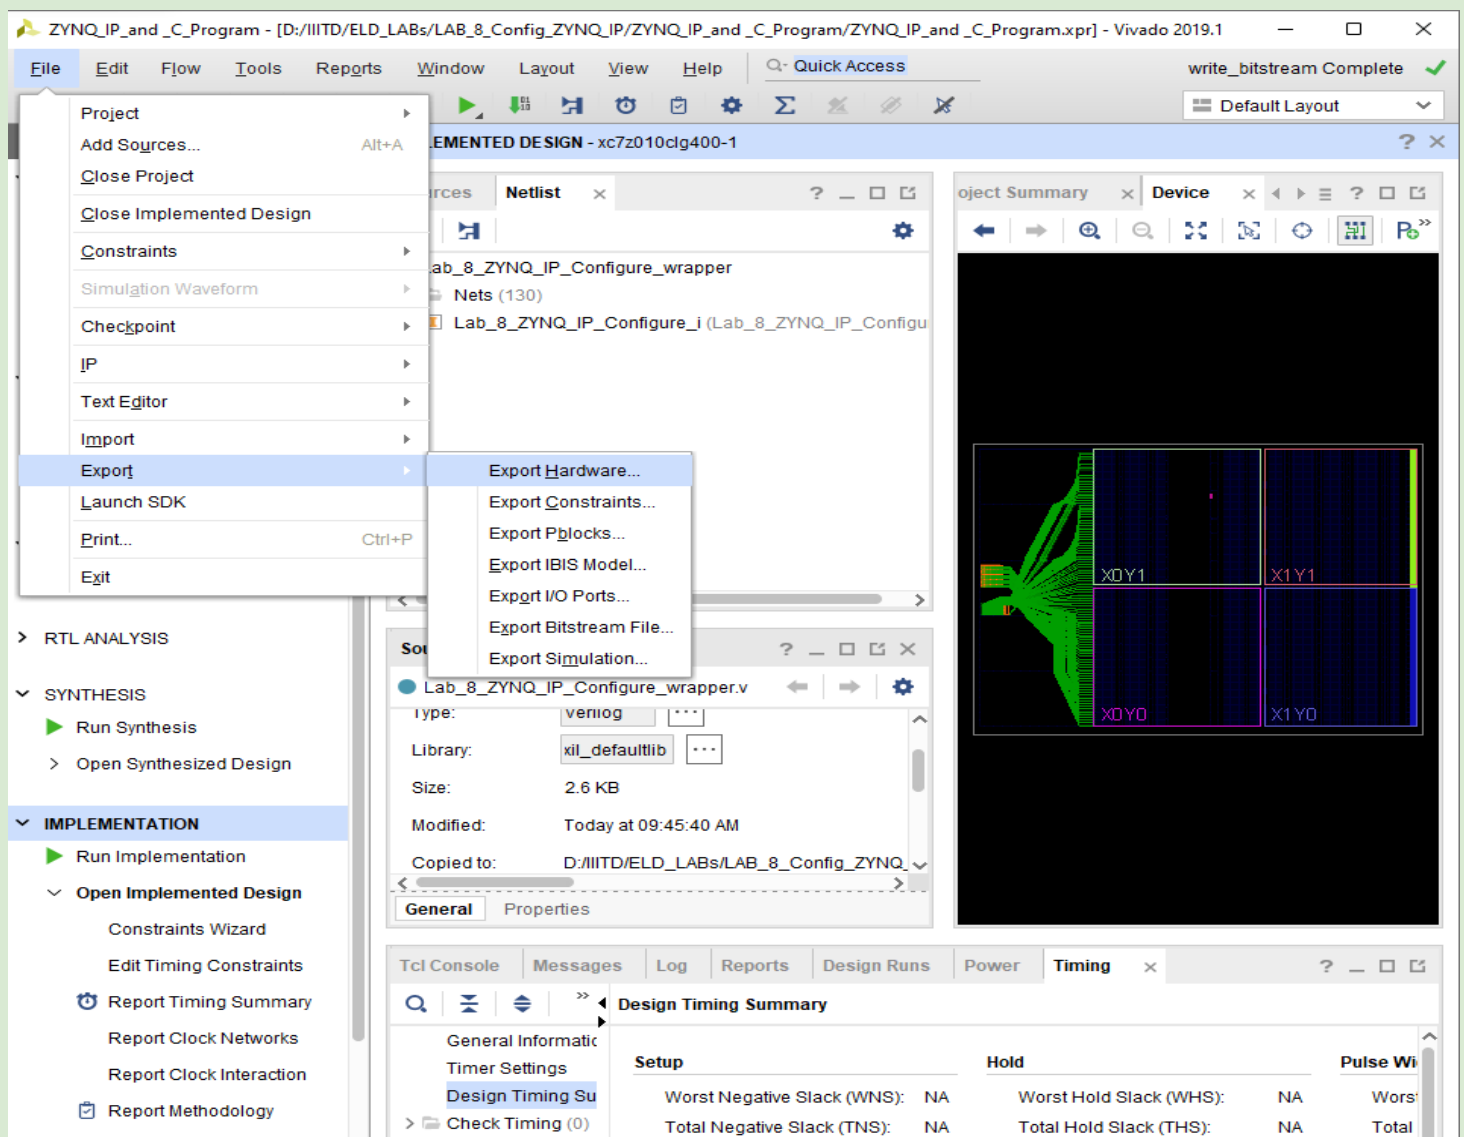 ZYNQ_IP_and _C_Program - [D:/IIITD/ELD_LABs/LAB_8_Config_ZYNQ_IP/ZYNQ_IP_and _C_Program/ZYNQ_IP_and _C_Program.xpr] - Vivado 2019.1
File Edit Flow Tools Reports Window Layout View Help Quick Access write_bitstream Complete
Default Layout
Project
Add Sources... Alt+A
Close Project
Close Implemented Design
Constraints
Simulation Waveform
Checkpoint
IP
Text Editor
Import
Export
Launch SDK
Print... Ctrl+P
Exit
Export Hardware...
Export Constraints...
Export Pblocks...
Export IBIS Model...
Export I/O Ports...
Export Bitstream File...
Export Simulation...
EMENTED DESIGN - xc7z010clg400-1
rces Netlist
ab_8_ZYNQ_IP_Configure_wrapper
Nets (130)
Lab_8_ZYNQ_IP_Configure_i (Lab_8_ZYNQ_IP_Configu
oject Summary Device
X0Y1 X1Y1
X0Y0 X1Y0
RTL ANALYSIS
SYNTHESIS
Run Synthesis
Open Synthesized Design
IMPLEMENTATION
Run Implementation
Open Implemented Design
Constraints Wizard
Edit Timing Constraints
Report Timing Summary
Report Clock Networks
Report Clock Interaction
Report Methodology
Sou
Lab_8_ZYNQ_IP_Configure_wrapper.v
Type: Verilog
Library: xil_defaultlib
Size: 2.6 KB
Modified: Today at 09:45:40 AM
Copied to: D:/IIITD/ELD_LABs/LAB_8_Config_ZYNQ_
General Properties
Tcl Console Messages Log Reports Design Runs Power Timing
Design Timing Summary
General Informatic
Timer Settings
Design Timing Su
Check Timing (0)
Setup Hold Pulse Wi
Worst Negative Slack (WNS): NA Worst Hold Slack (WHS): NA Worst
Total Negative Slack (TNS): NA Total Hold Slack (THS): NA Total